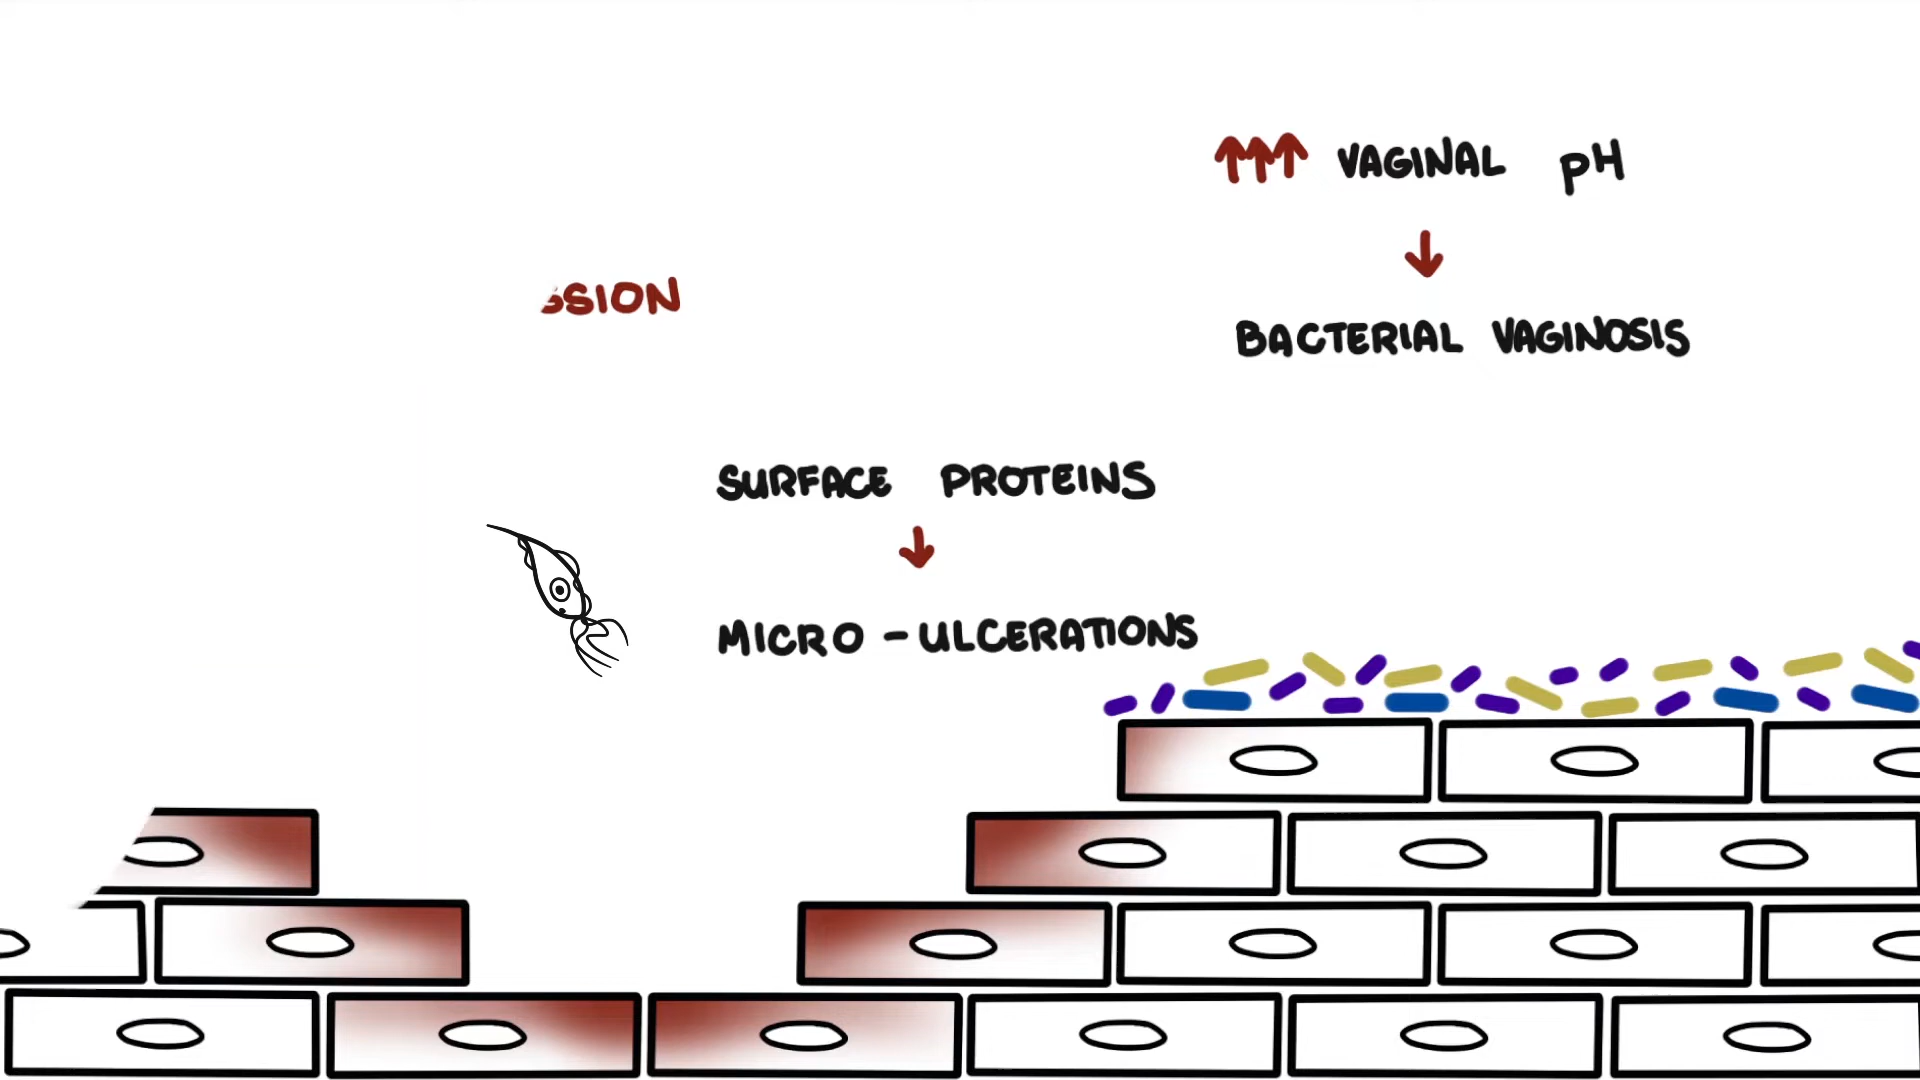 ↑↑↑ VAGINAL pH
↓
BACTERIAL VAGINOSIS
SURFACE PROTEINS
↓
MICRO-ULCERATIONS